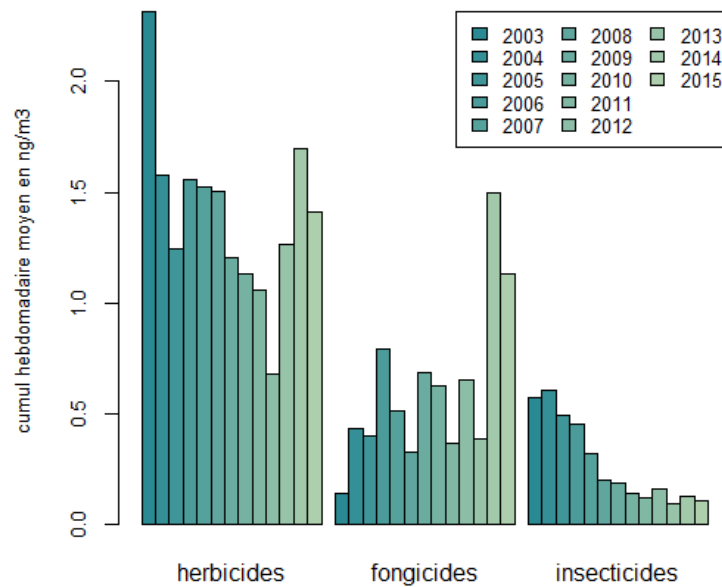 cumul hebdomadaire moyen en ng/m3
2.0
1.5
1.0
0.5
0.0
2003 2008 2013
2004 2009 2014
2005 2010 2015
2006 2011
2007 2012
herbicides fongicides insecticides